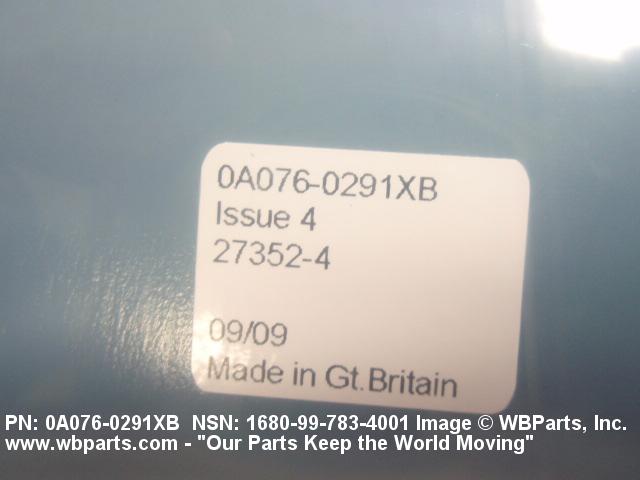 0A076-0291XB
Issue 4
27352-4
09/09
Made in Gt.Britain
PN: 0A076-0291XB NSN: 1680-99-783-4001 Image © WBParts, Inc.
www.wbparts.com - "Our Parts Keep the World Moving"